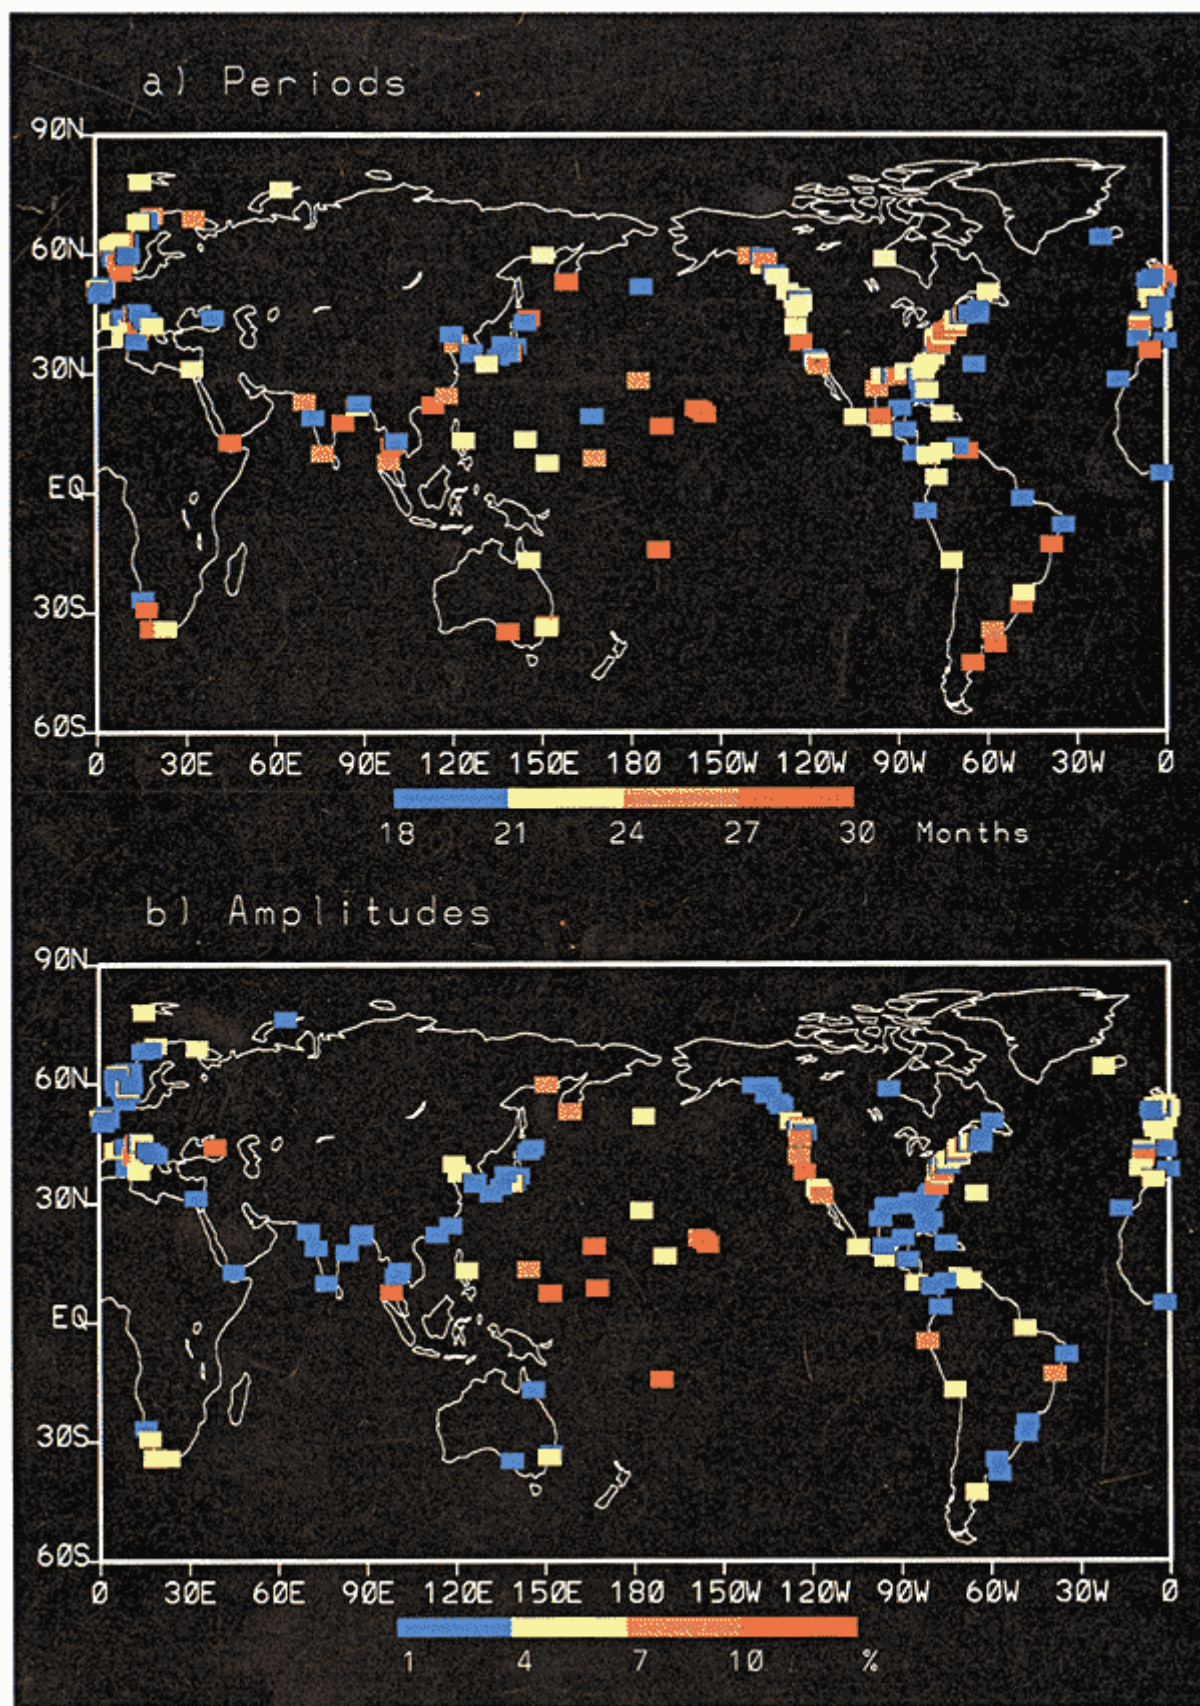 a) Periods
90N
60N
30N
EQ
30S
60S
0 30E 60E 90E 120E 150E 180 150W 120W 90W 60W 30W 0
18 21 24 27 30 Months
b) Amplitudes
90N
60N
30N
EQ
30S
60S
0 30E 60E 90E 120E 150E 180 150W 120W 90W 60W 30W 0
1 4 7 10 %